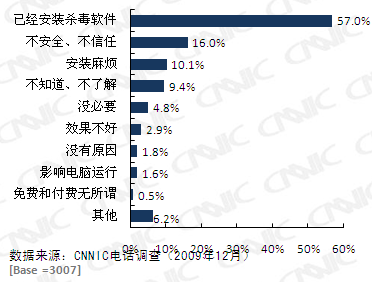 已经安装杀毒软件 57.0%
不安全、不信任 16.0%
安装麻烦 10.1%
不知道、不了解 9.4%
没必要 4.8%
效果不好 2.9%
没有原因 1.8%
影响电脑运行 1.6%
免费和付费无所谓 0.5%
其他 6.2%
0% 10% 20% 30% 40% 50% 60%
数据来源：CNNIC电话调查（2009年12月）
[Base =3007]